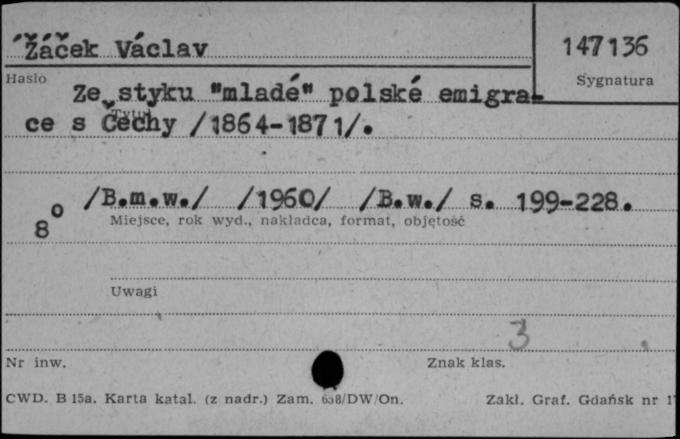 Žáček Václav
147136
Hasło
Sygnatura
Ze styku "mladé" polské emigra-
Tytuł
ce s Čechy /1864-1871/.
/B.m.w./ /1960/ /B.w./ s. 199-228.
8°
Miejsce, rok wyd., nakładca, format, objętość
Uwagi
3
Nr inw.
Znak klas.
CWD. B 15a. Karta katal. (z nadr.) Zam. 658/DW/On.
Zakł. Graf. Gdańsk nr